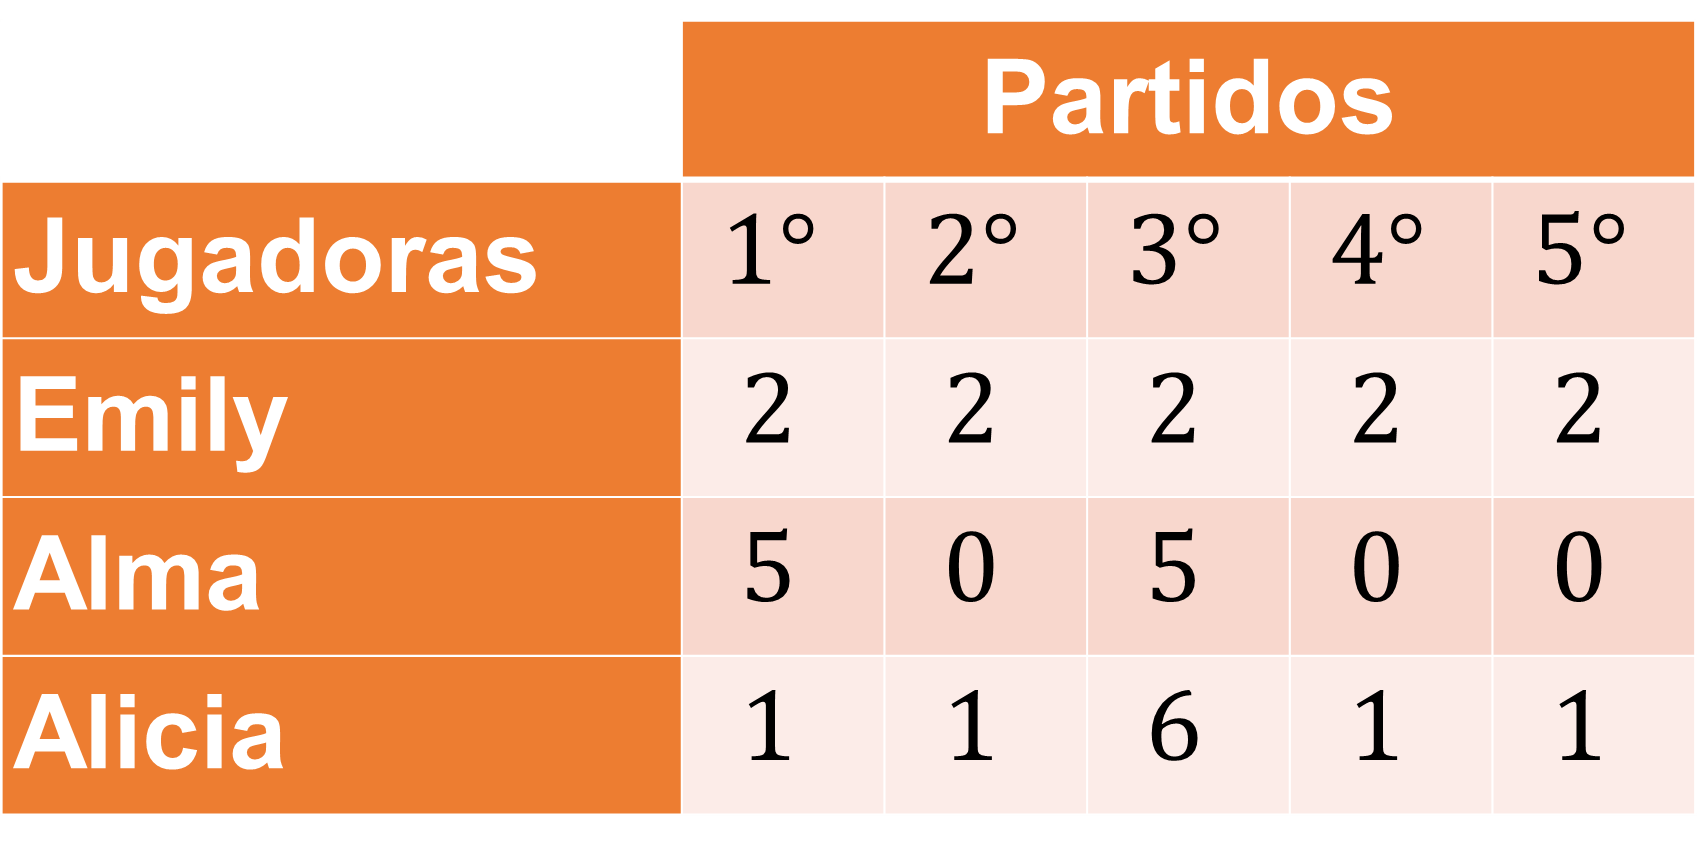 Partidos
Jugadoras 1° 2° 3° 4° 5°
Emily 2 2 2 2 2
Alma 5 0 5 0 0
Alicia 1 1 6 1 1